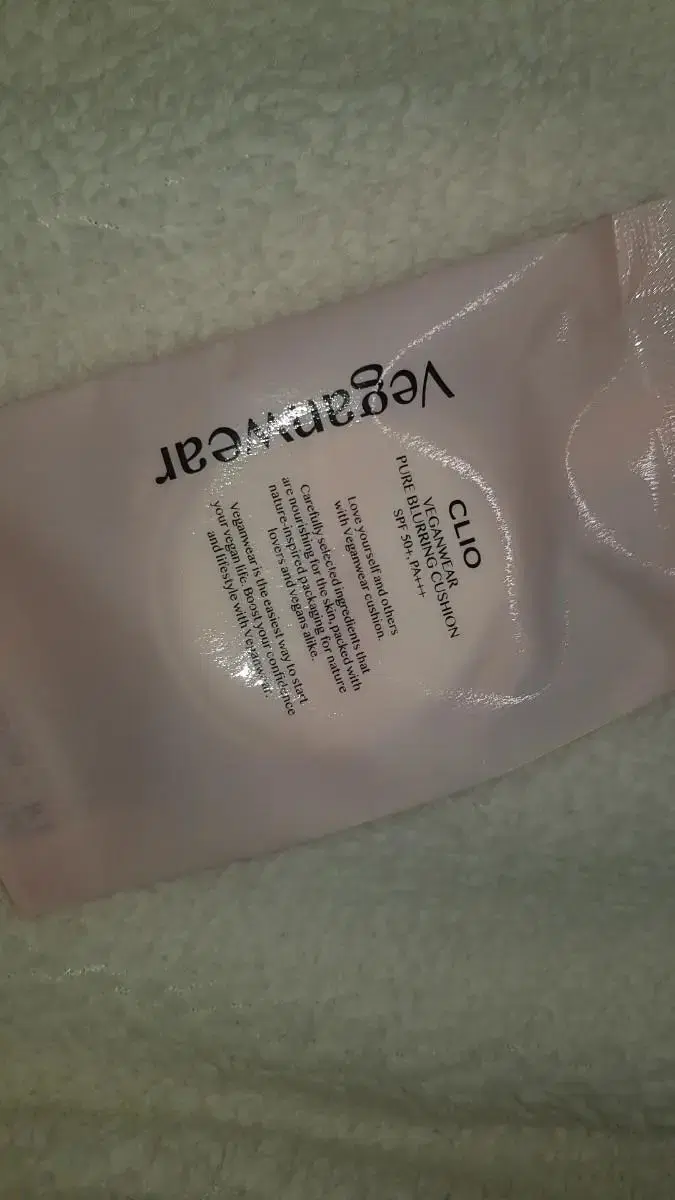 Veganwear
CLIO
VEGANWEAR
PURE BLURRING CUSHION
SPF 50+, PA+++
Love yourself and others
with Veganwear cushion.
Carefully selected ingredients that
are nourishing for the skin, packed with
nature-inspired packaging for nature
lovers and vegans alike.
Veganwear is the easiest way to start
your vegan life. Boost your confidence
and lifestyle with Veganwear.